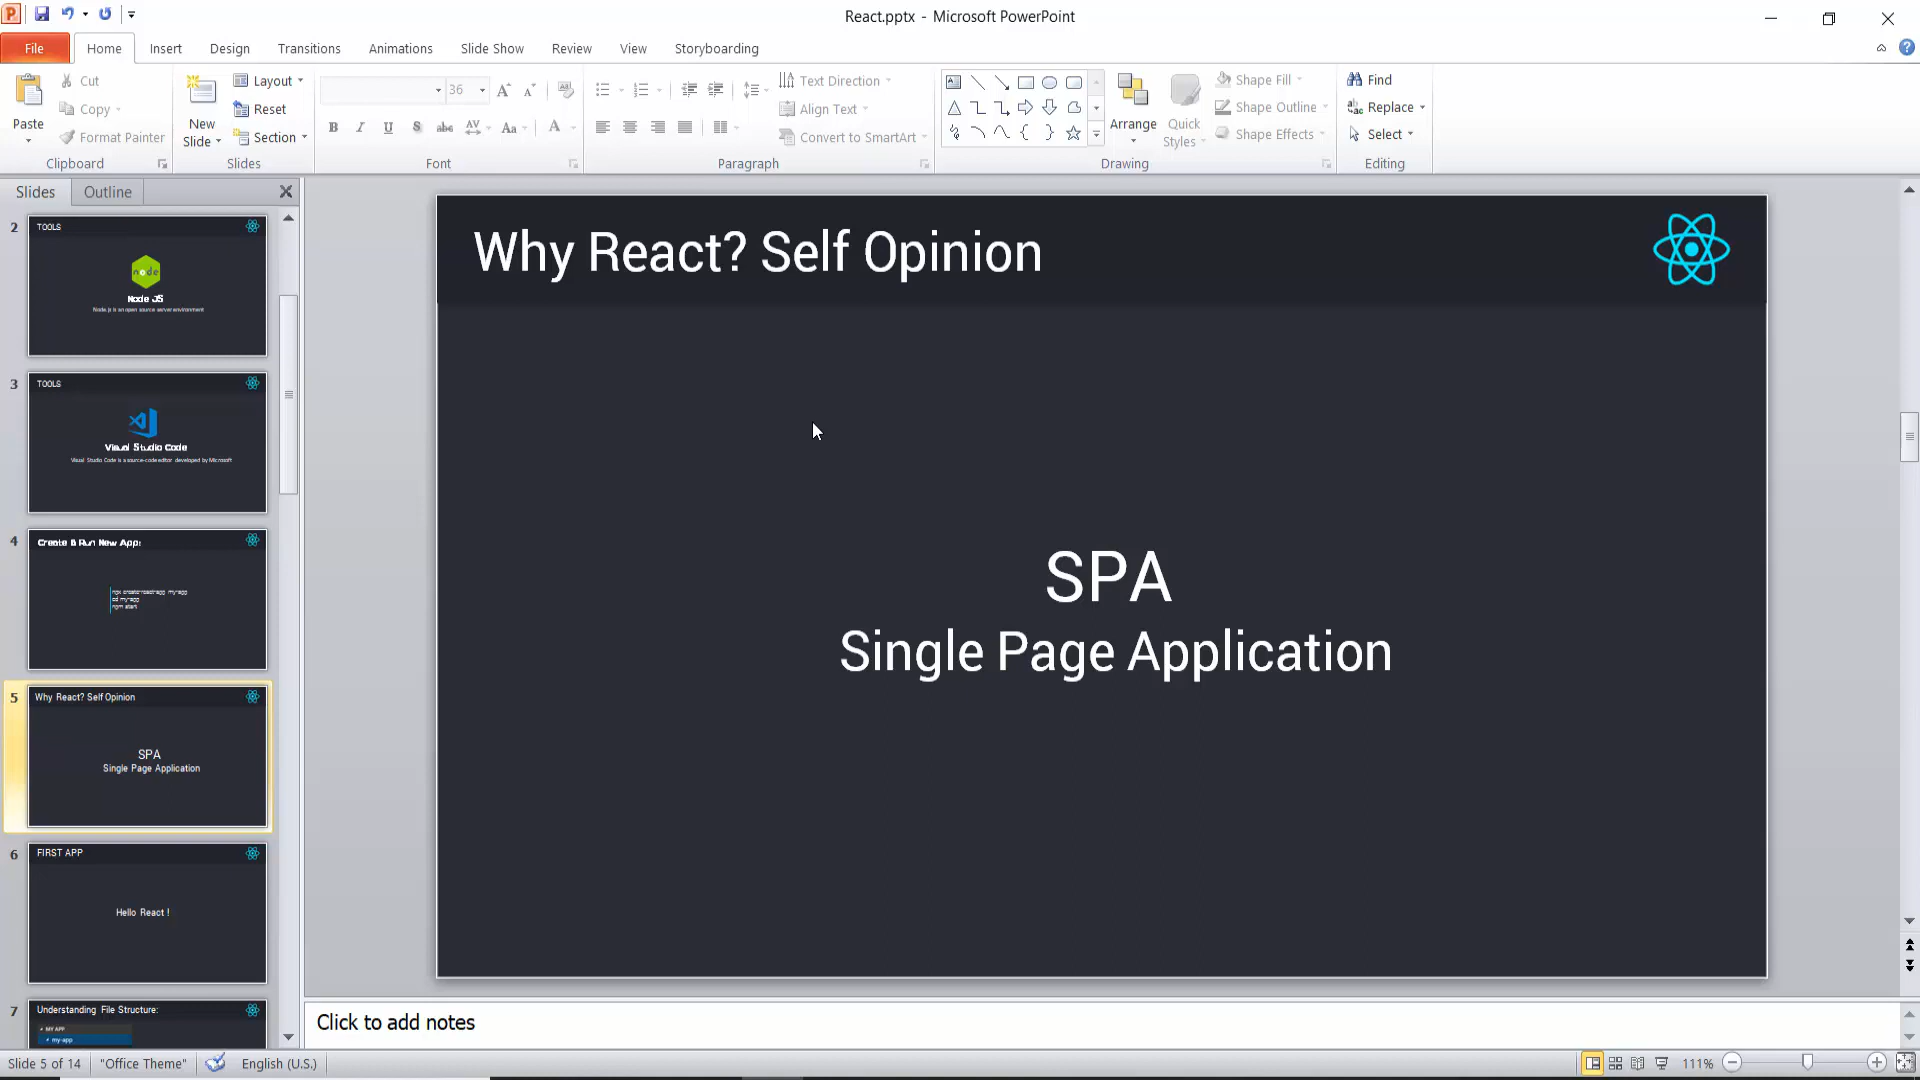 React.pptx - Microsoft PowerPoint
File
Home
Insert
Design
Transitions
Animations
Slide Show
Review
View
Storyboarding
Paste
Cut
Copy
Format Painter
Clipboard
New
Slide
Layout
Reset
Section
Slides
36
Font
Text Direction
Align Text
Convert to SmartArt
Paragraph
Arrange
Quick
Styles
Shape Fill
Shape Outline
Shape Effects
Drawing
Find
Replace
Select
Editing
Slides
Outline
2
TOOLS
node
Node JS
Node.js is an open source server environment
3
TOOLS
Visual Studio Code
Visual Studio Code is a source-code editor developed by Microsoft
4
Create & Run New App:
npx create-react-app my-app
cd my-app
npm start
5
Why React? Self Opinion
SPA
Single Page Application
6
FIRST APP
Hello React !
7
Understanding File Structure:
MY APP
my-app
Why React? Self Opinion
SPA
Single Page Application
Click to add notes
Slide 5 of 14
"Office Theme"
English (U.S.)
111%